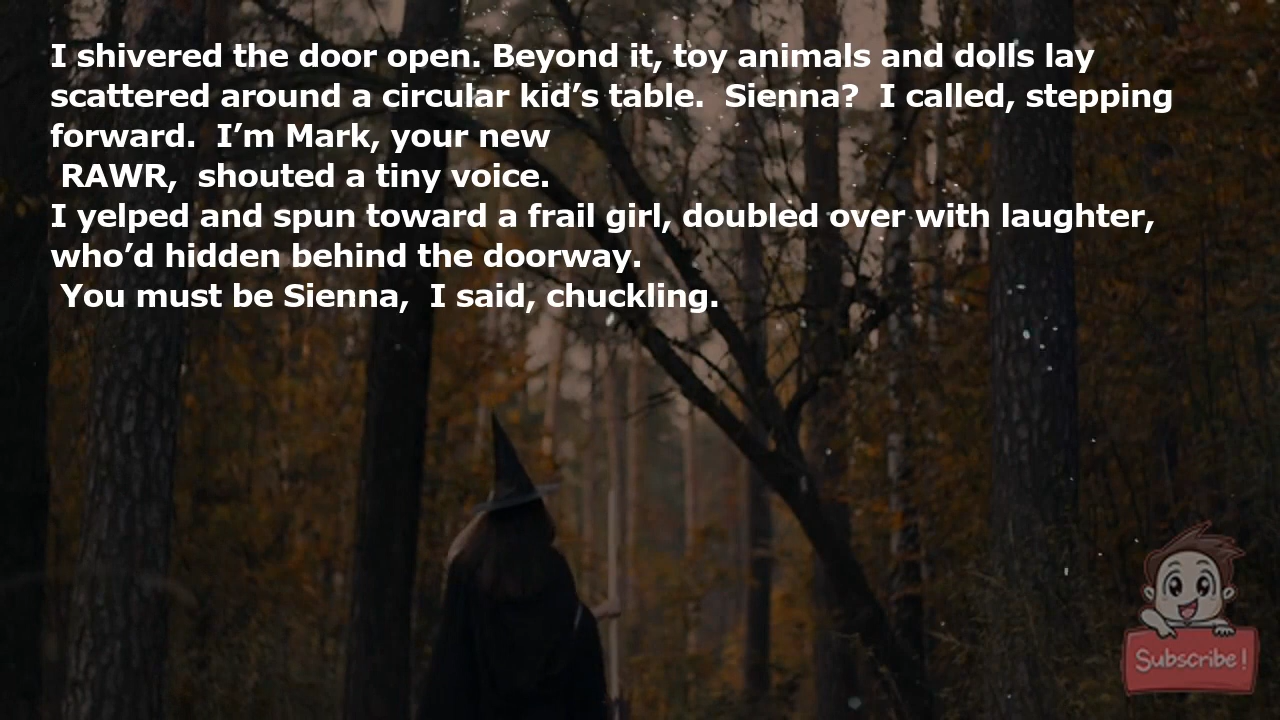 I shivered the door open. Beyond it, toy animals and dolls lay
scattered around a circular kid’s table.  Sienna?  I called, stepping
forward.  I’m Mark, your new
RAWR,  shouted a tiny voice.
I yelped and spun toward a frail girl, doubled over with laughter,
who’d hidden behind the doorway.
You must be Sienna,  I said, chuckling.
Subscribe!